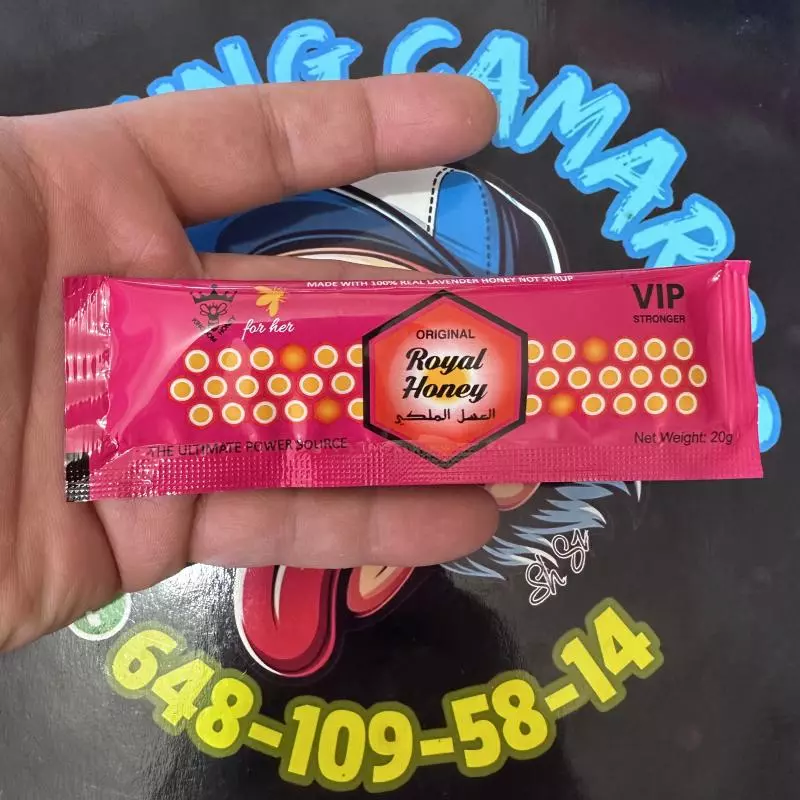 MADE WITH 100% REAL LAVENDER HONEY NOT SYRUP
for her
VIP
STRONGER
ORIGINAL
Royal
Honey
العسل الملكي
THE ULTIMATE POWER SOURCE
Net Weight: 20g
648-109-58-14